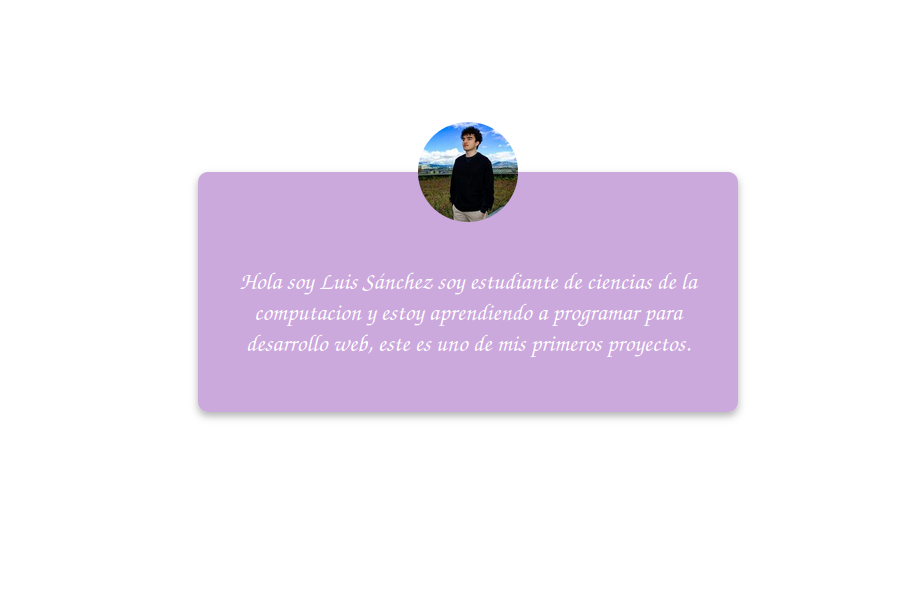 Hola soy Luis Sánchez soy estudiante de ciencias de la
computacion y estoy aprendiendo a programar para
desarrollo web, este es uno de mis primeros proyectos.